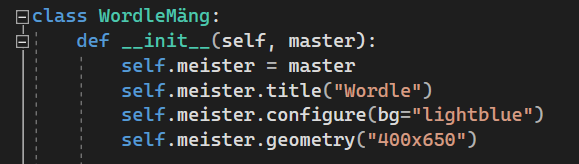 class WordleMäng:
    def __init__(self, master):
        self.meister = master
        self.meister.title("Wordle")
        self.meister.configure(bg="lightblue")
        self.meister.geometry("400x650")